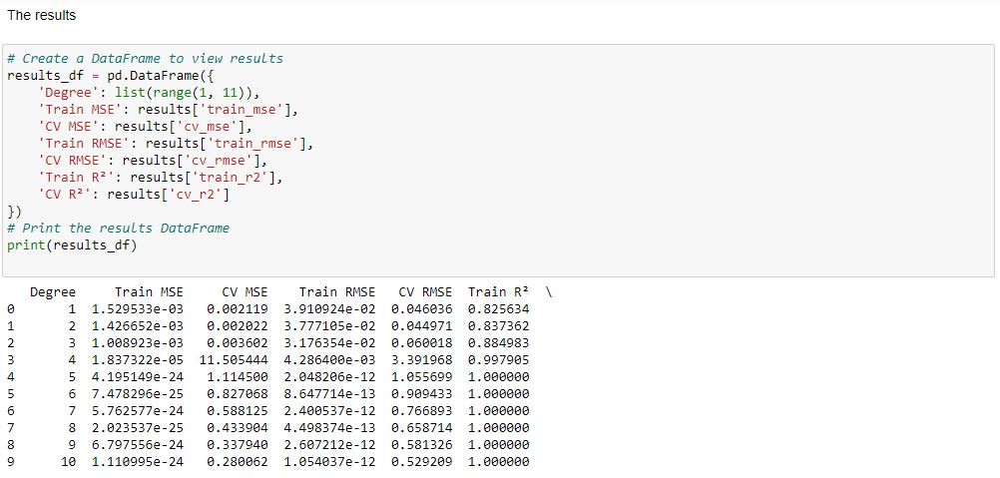 The results
# Create a DataFrame to view results
results_df = pd.DataFrame({
    'Degree': list(range(1, 11)),
    'Train MSE': results['train_mse'],
    'CV MSE': results['cv_mse'],
    'Train RMSE': results['train_rmse'],
    'CV RMSE': results['cv_rmse'],
    'Train R²': results['train_r2'],
    'CV R²': results['cv_r2']
})
# Print the results DataFrame
print(results_df)
   Degree     Train MSE     CV MSE    Train RMSE   CV RMSE  Train R²  \
0       1  1.529533e-03   0.002119  3.910924e-02  0.046036  0.825634
1       2  1.426652e-03   0.002022  3.777105e-02  0.044971  0.837362
2       3  1.008923e-03   0.003602  3.176354e-02  0.060018  0.884983
3       4  1.837322e-05  11.505444  4.286400e-03  3.391968  0.997905
4       5  4.195149e-24   1.114500  2.048206e-12  1.055699  1.000000
5       6  7.478296e-25   0.827068  8.647714e-13  0.909433  1.000000
6       7  5.762577e-24   0.588125  2.400537e-12  0.766893  1.000000
7       8  2.023537e-25   0.433904  4.498374e-13  0.658714  1.000000
8       9  6.797556e-24   0.337940  2.607212e-12  0.581326  1.000000
9      10  1.110995e-24   0.280062  1.054037e-12  0.529209  1.000000